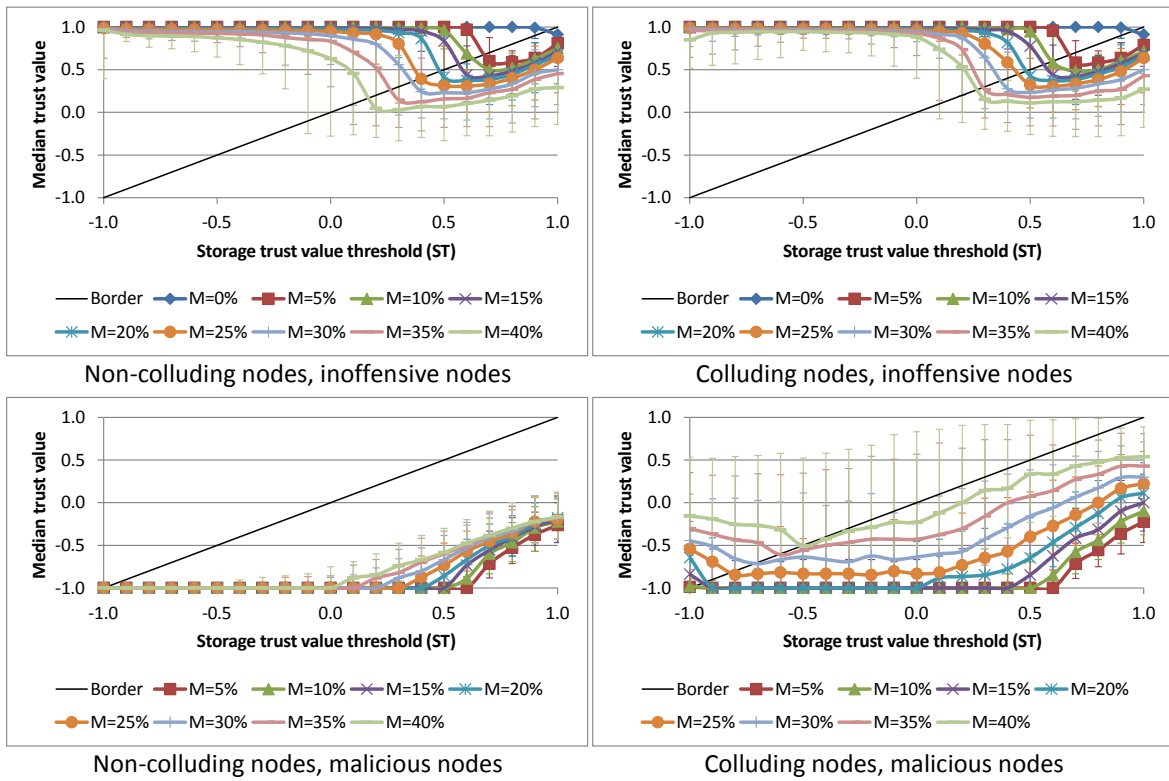 1.0
0.5
0.0
-0.5
-1.0
Median trust value
-1.0 -0.5 0.0 0.5 1.0
Storage trust value threshold (ST)
Border M=0% M=5% M=10% M=15%
M=20% M=25% M=30% M=35% M=40%
Non-colluding nodes, inoffensive nodes
1.0
0.5
0.0
-0.5
-1.0
Median trust value
-1.0 -0.5 0.0 0.5 1.0
Storage trust value threshold (ST)
Border M=0% M=5% M=10% M=15%
M=20% M=25% M=30% M=35% M=40%
Colluding nodes, inoffensive nodes
1.0
0.5
0.0
-0.5
-1.0
Median trust value
-1.0 -0.5 0.0 0.5 1.0
Storage trust value threshold (ST)
Border M=5% M=10% M=15% M=20%
M=25% M=30% M=35% M=40%
Non-colluding nodes, malicious nodes
1.0
0.5
0.0
-0.5
-1.0
Median trust value
-1.0 -0.5 0.0 0.5 1.0
Storage trust value threshold (ST)
Border M=5% M=10% M=15% M=20%
M=25% M=30% M=35% M=40%
Colluding nodes, malicious nodes